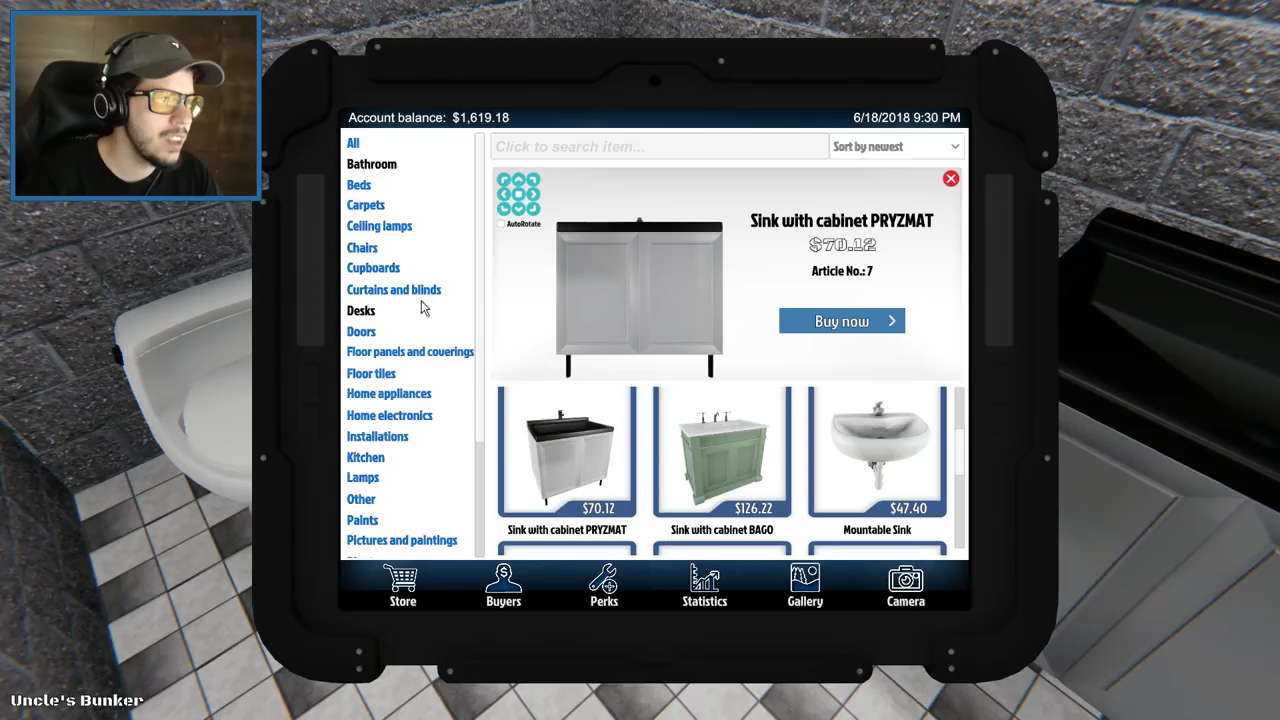 Account balance: $1,619.18
6/18/2018 9:30 PM
All
Bathroom
Beds
Carpets
Ceiling lamps
Chairs
Cupboards
Curtains and blinds
Desks
Doors
Floor panels and coverings
Floor tiles
Home appliances
Home electronics
Installations
Kitchen
Lamps
Other
Paints
Pictures and paintings
Click to search item...
Sort by newest
AutoRotate
Sink with cabinet PRYZMAT
$70.12
Article No.: 7
Buy now
$70.12
$126.22
$47.40
Sink with cabinet PRYZMAT
Sink with cabinet BAGO
Mountable Sink
Store
Buyers
Perks
Statistics
Gallery
Camera
Uncle's Bunker